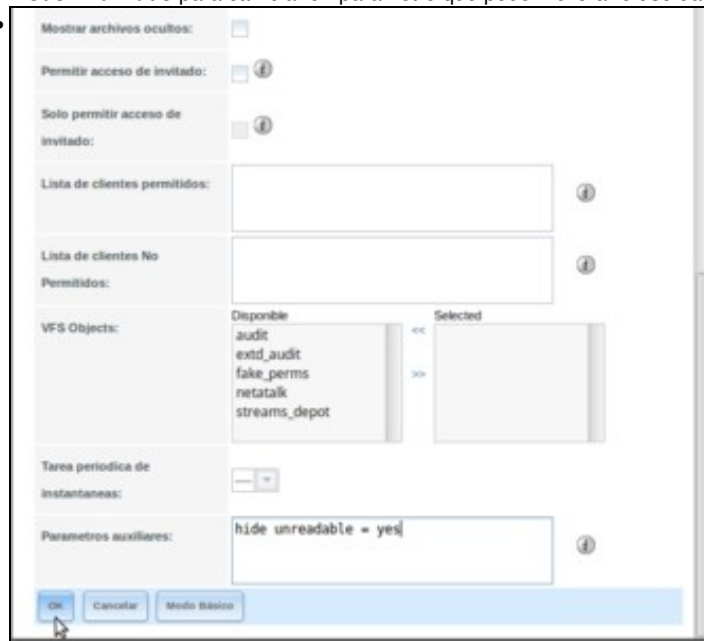 Mostrar archivos ocultos:
Permitir acceso de invitado:
Solo permitir acceso de
invitado:
Lista de clientes permitidos:
Lista de clientes No
Permitidos:
VFS Objects:
Disponible
Selected
audit
extd_audit
fake_perms
netatalk
streams_depot
<<
>>
Tarea periodica de
instantaneas:
Parametros auxiliares:
hide unreadable = yes
OK
Cancelar
Modo Básico